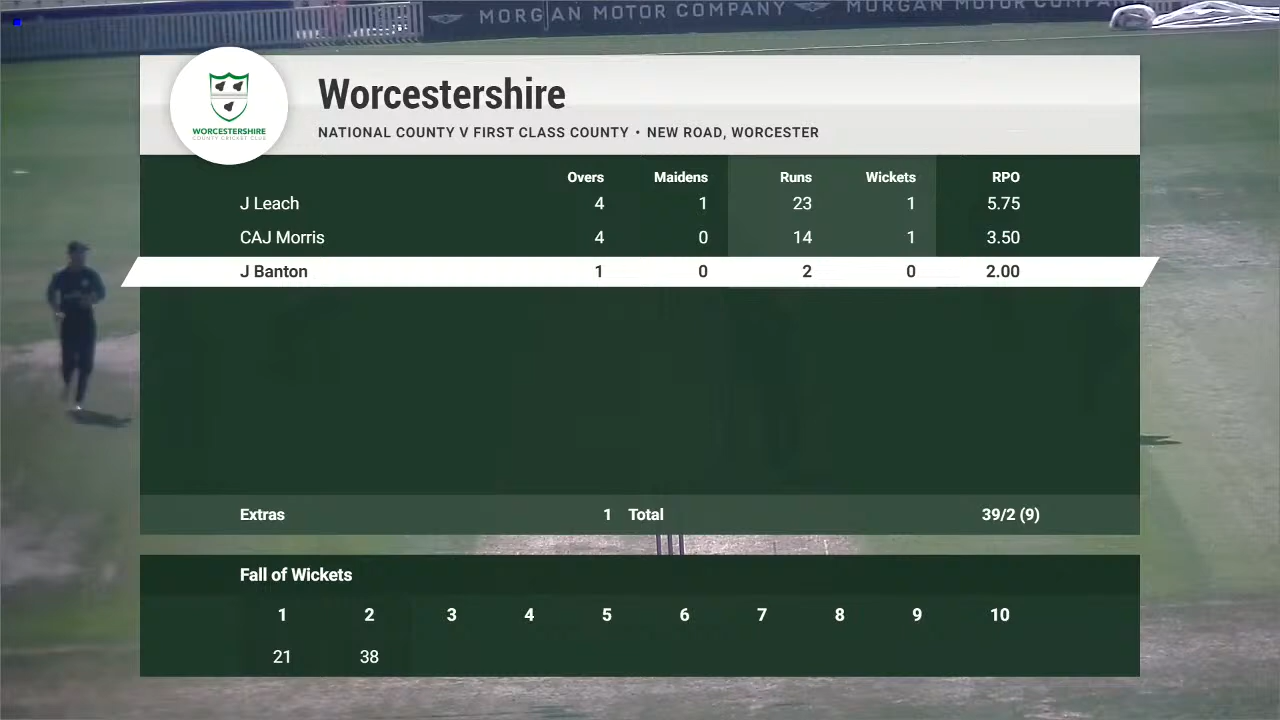 MORGAN MOTOR COMPANY MORGAN MOTOR COMPA
WORCESTERSHIRE
COUNTY CRICKET CLUB
Worcestershire
NATIONAL COUNTY V FIRST CLASS COUNTY • NEW ROAD, WORCESTER
Overs Maidens Runs Wickets RPO
J Leach 4 1 23 1 5.75
CAJ Morris 4 0 14 1 3.50
J Banton 1 0 2 0 2.00
Extras 1 Total 39/2 (9)
Fall of Wickets
1 2 3 4 5 6 7 8 9 10
21 38